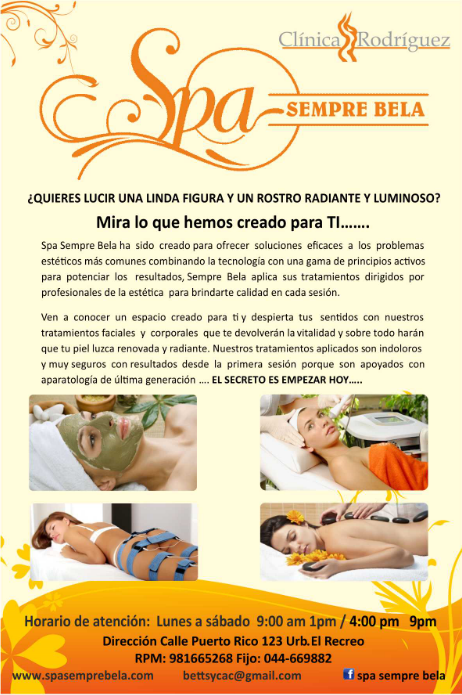 Clínica Rodríguez
Spa
SEMPRE BELA
¿QUIERES LUCIR UNA LINDA FIGURA Y UN ROSTRO RADIANTE Y LUMINOSO?
Mira lo que hemos creado para TI…….
Spa Sempre Bela ha sido creado para ofrecer soluciones eficaces a los problemas
estéticos más comunes combinando la tecnología con una gama de principios activos
para potenciar los resultados, Sempre Bela aplica sus tratamientos dirigidos por
profesionales de la estética para brindarte calidad en cada sesión.
Ven a conocer un espacio creado para ti y despierta tus sentidos con nuestros
tratamientos faciales y corporales que te devolverán la vitalidad y sobre todo harán
que tu piel luzca renovada y radiante. Nuestros tratamientos aplicados son indoloros
y muy seguros con resultados desde la primera sesión porque son apoyados con
aparatología de última generación .... EL SECRETO ES EMPEZAR HOY…..
Horario de atención: Lunes a sábado 9:00 am 1pm / 4:00 pm 9pm
Dirección Calle Puerto Rico 123 Urb.El Recreo
RPM: 981665268 Fijo: 044-669882
www.spasemprebela.com bettsycac@gmail.com f spa sempre bela